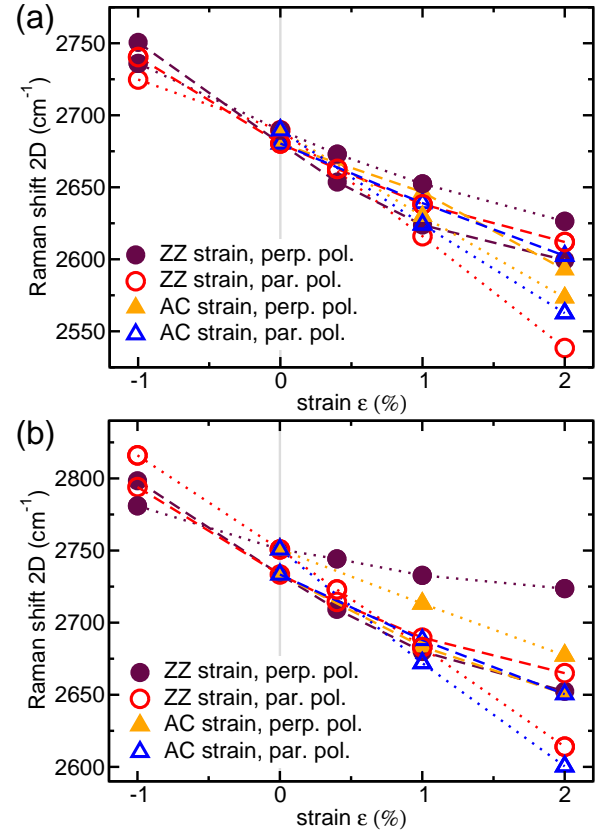 (a)
2750
2700
2650
2600
2550
Raman shift 2D (cm⁻¹)
ZZ strain, perp. pol.
ZZ strain, par. pol.
AC strain, perp. pol.
AC strain, par. pol.
-1 0 1 2
strain ε (%)
(b)
2800
2750
2700
2650
2600
Raman shift 2D (cm⁻¹)
ZZ strain, perp. pol.
ZZ strain, par. pol.
AC strain, perp. pol.
AC strain, par. pol.
-1 0 1 2
strain ε (%)